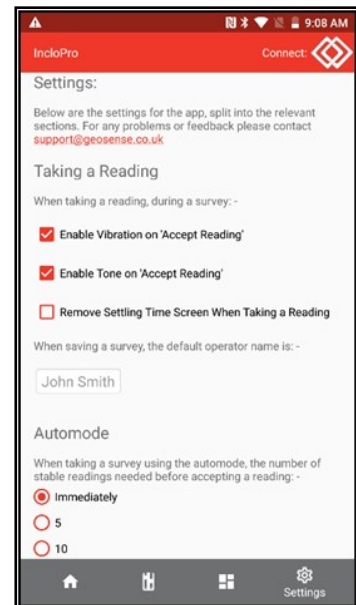 9:08 AM
IncloPro
Connect:
Settings:
Below are the settings for the app, split into the relevant
sections. For any problems or feedback please contact
support@geosense.co.uk
Taking a Reading
When taking a reading, during a survey: -
Enable Vibration on 'Accept Reading'
Enable Tone on 'Accept Reading'
Remove Settling Time Screen When Taking a Reading
When saving a survey, the default operator name is: -
John Smith
Automode
When taking a survey using the automode, the number of
stable readings needed before accepting a reading: -
Immediately
5
10
Settings